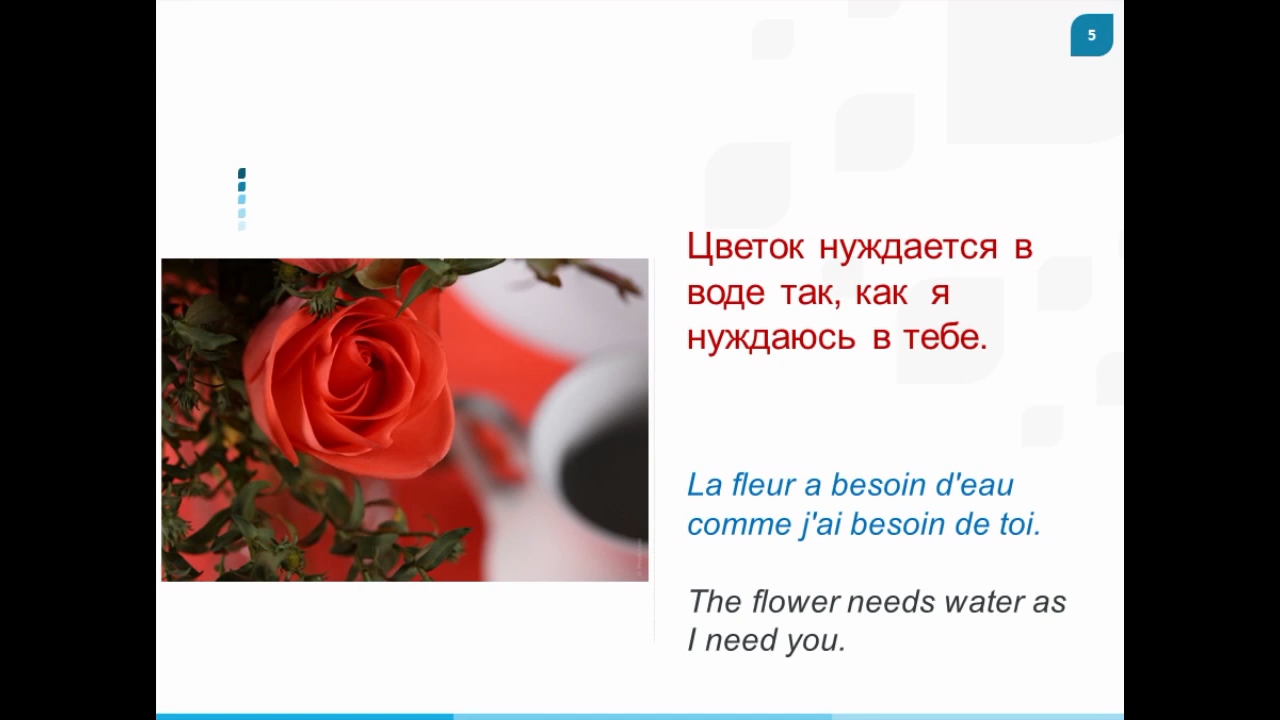 5
Цветок нуждается в
воде так, как я
нуждаюсь в тебе.
La fleur a besoin d'eau
comme j'ai besoin de toi.
The flower needs water as
I need you.